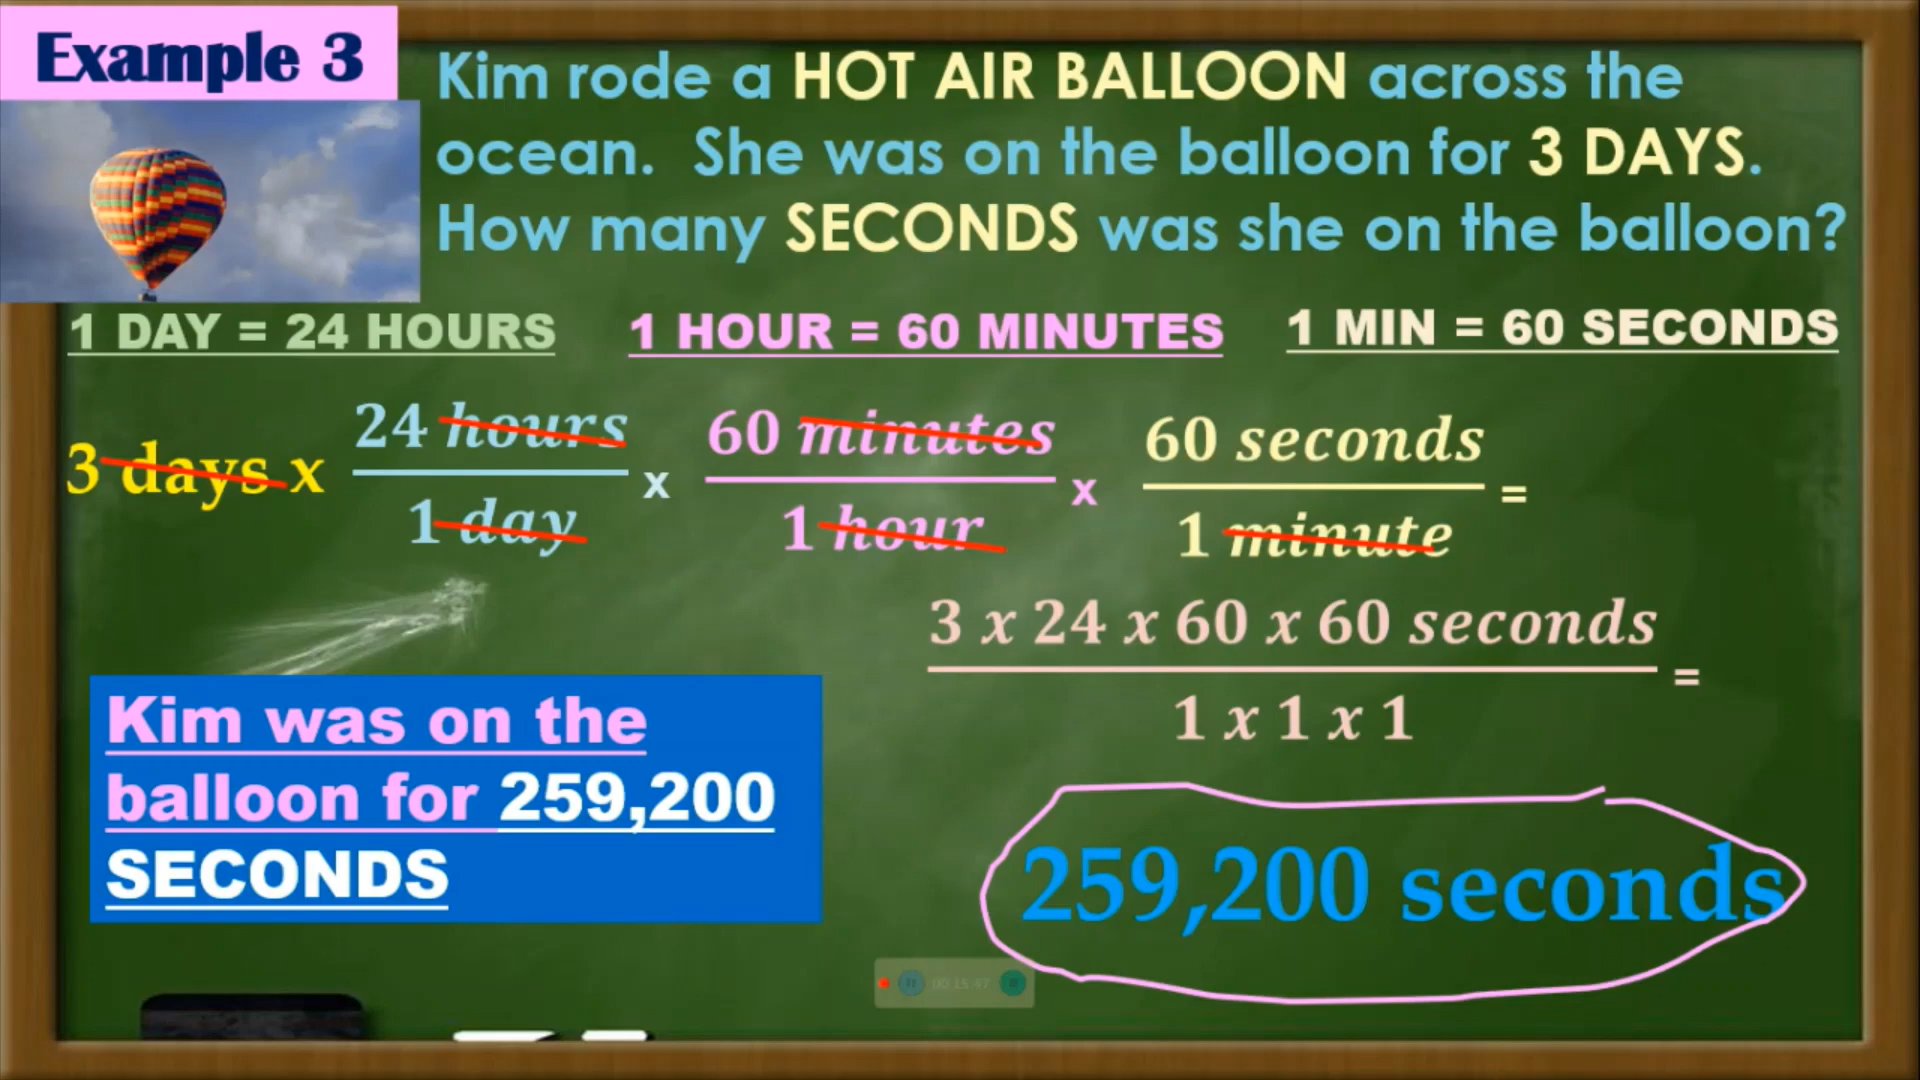 Example 3
Kim rode a HOT AIR BALLOON across the
ocean. She was on the balloon for 3 DAYS.
How many SECONDS was she on the balloon?
1 DAY = 24 HOURS 1 HOUR = 60 MINUTES 1 MIN = 60 SECONDS
3 days x 24 hours / 1 day x 60 minutes / 1 hour x 60 seconds / 1 minute =
3 x 24 x 60 x 60 seconds / 1 x 1 x 1 =
Kim was on the
balloon for 259,200
SECONDS
259,200 seconds
00:15:47